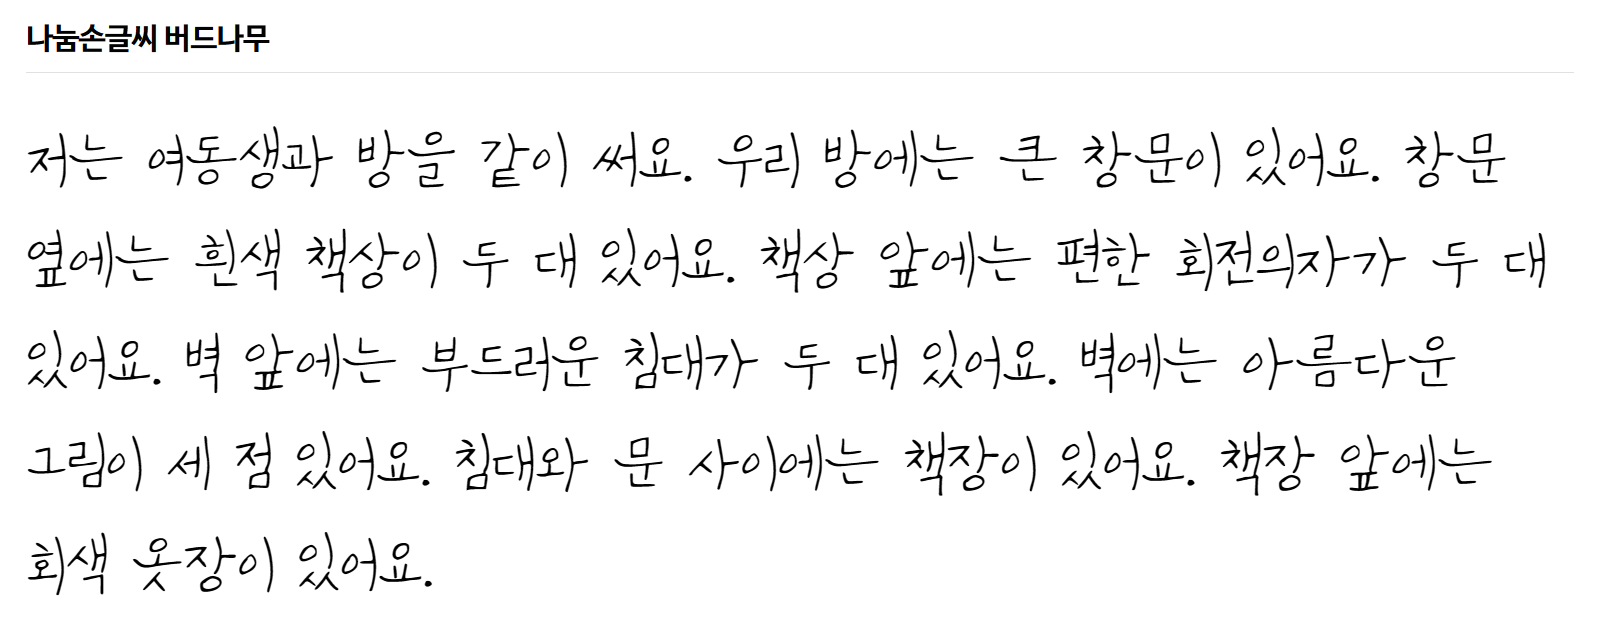 나눔손글씨 버드나무
저는 여동생과 방을 같이 써요. 우리 방에는 큰 창문이 있어요. 창문
옆에는 흰색 책상이 두 대 있어요. 책상 앞에는 편한 회전의자가 두 대
있어요. 벽 앞에는 부드러운 침대가 두 대 있어요. 벽에는 아름다운
그림이 세 점 있어요. 침대와 문 사이에는 책장이 있어요. 책장 앞에는
회색 옷장이 있어요.